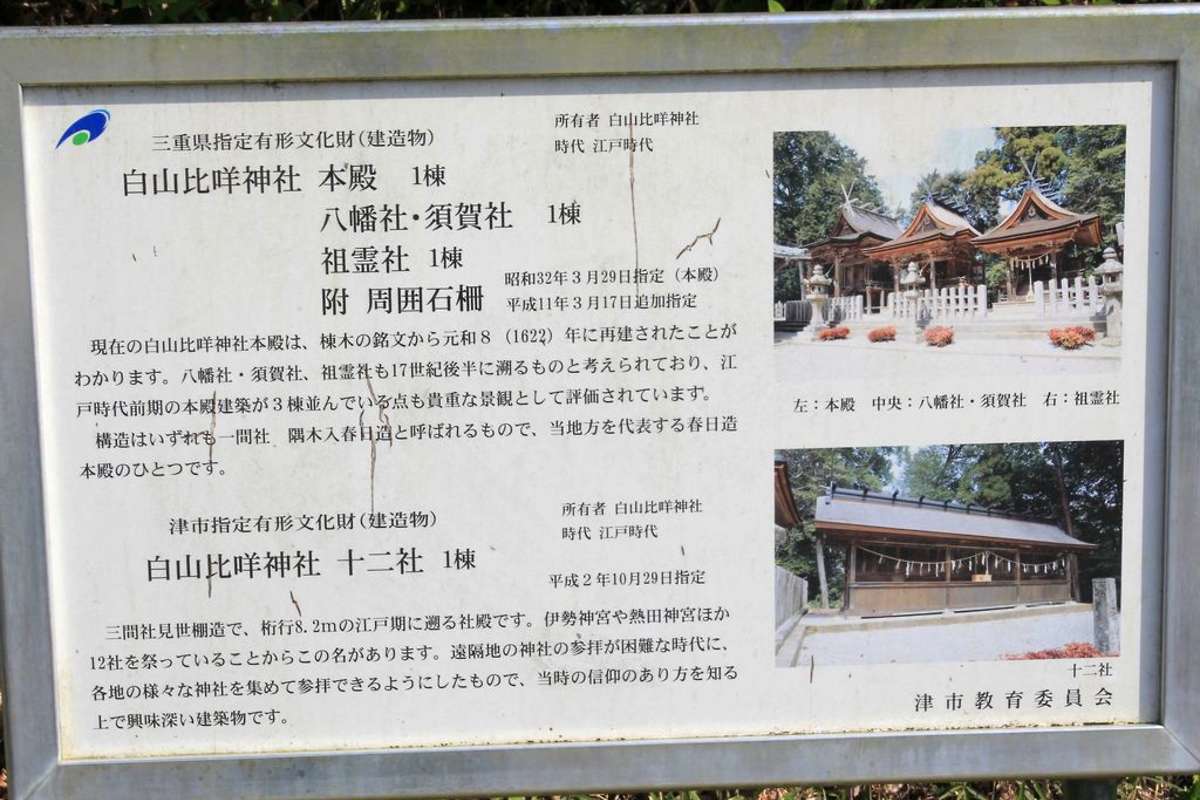 三重県指定有形文化財(建造物)
所有者 白山比咩神社
時代 江戸時代
白山比咩神社 本殿 1棟
八幡社・須賀社 1棟
祖霊社 1棟
附 周囲石柵
昭和32年3月29日指定(本殿)
平成11年3月17日追加指定
現在の白山比咩神社本殿は、棟木の銘文から元和8(1622)年に再建されたことが
わかります。八幡社・須賀社、祖霊社も17世紀後半に溯るものと考えられており、江
戸時代前期の本殿建築が3棟並んでいる点も貴重な景観として評価されています。
構造はいずれも一間社 隅木入春日造と呼ばれるもので、当地方を代表する春日造
本殿のひとつです。
津市指定有形文化財(建造物)
所有者 白山比咩神社
時代 江戸時代
白山比咩神社 十二社 1棟
平成2年10月29日指定
三間社見世棚造で、桁行8.2mの江戸期に溯る社殿です。伊勢神宮や熱田神宮ほか
12社を祭っていることからこの名があります。遠隔地の神社の参拝が困難な時代に、
各地の様々な神社を集めて参拝できるようにしたもので、当時の信仰のあり方を知る
上で興味深い建築物です。
左:本殿 中央:八幡社・須賀社 右:祖霊社
十二社
津市教育委員会